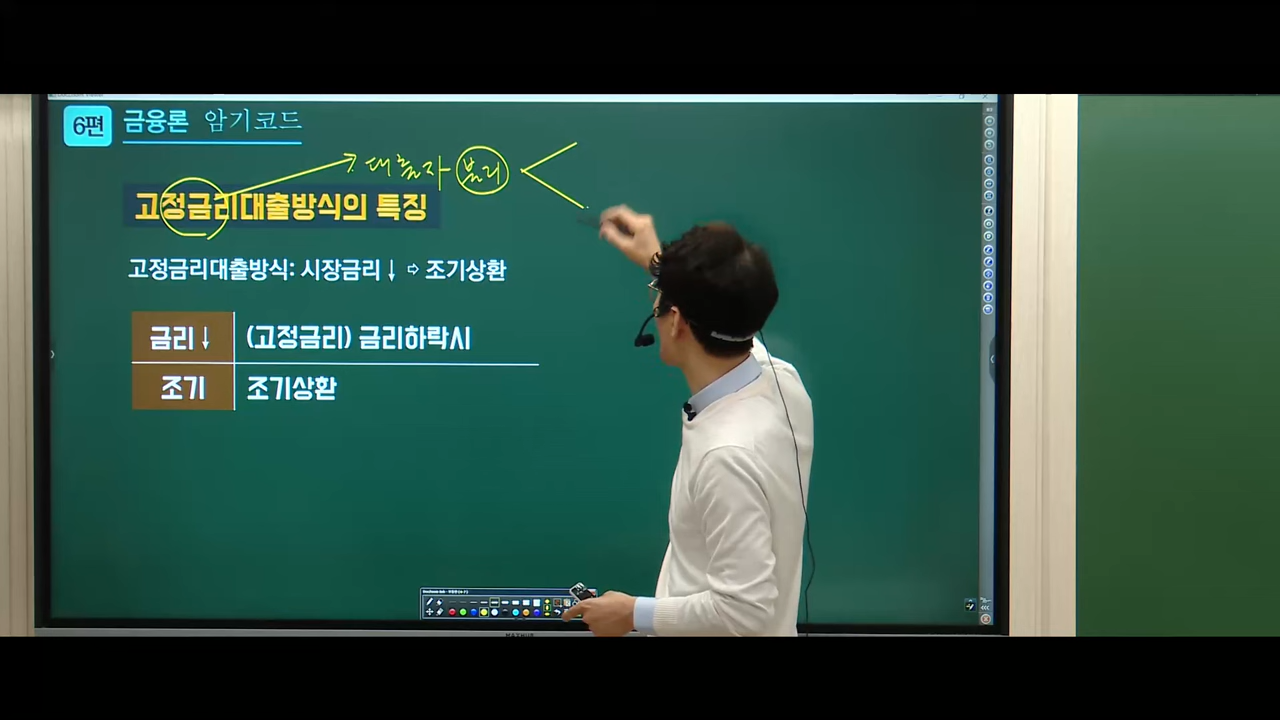 6편 금융론 암기코드
대출자 불리
고정금리대출방식의 특징
고정금리대출방식: 시장금리↓ ⇨ 조기상환
금리↓ (고정금리) 금리하락시
조기 조기상환